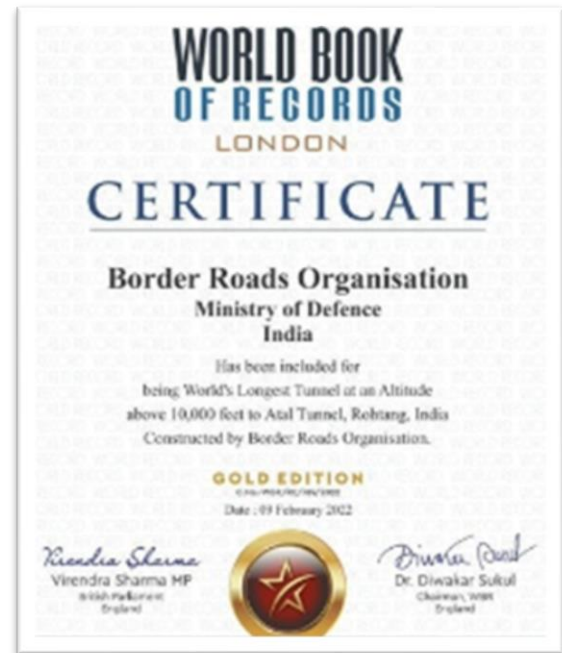 WORLD BOOK
OF RECORDS
LONDON
CERTIFICATE
Border Roads Organisation
Ministry of Defence
India
Has been included for
being World's Longest Tunnel at an Altitude
above 10,000 feet to Atal Tunnel, Rohtang, India
Constructed by Border Roads Organisation.
GOLD EDITION
Date : 09 February 2022
Virendra Sharma
Virendra Sharma MP
British Parliament
England
Dr. Diwakar Sukul
Chairman, WBR
England